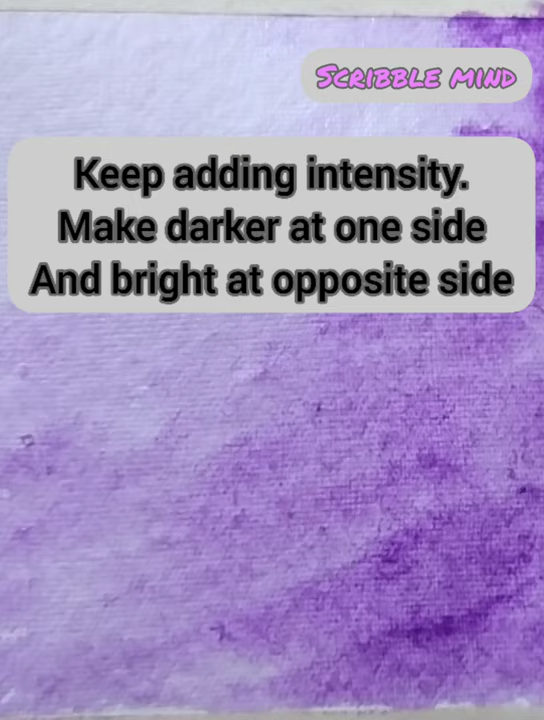 Scribble mind
Keep adding intensity.
Make darker at one side
And bright at opposite side